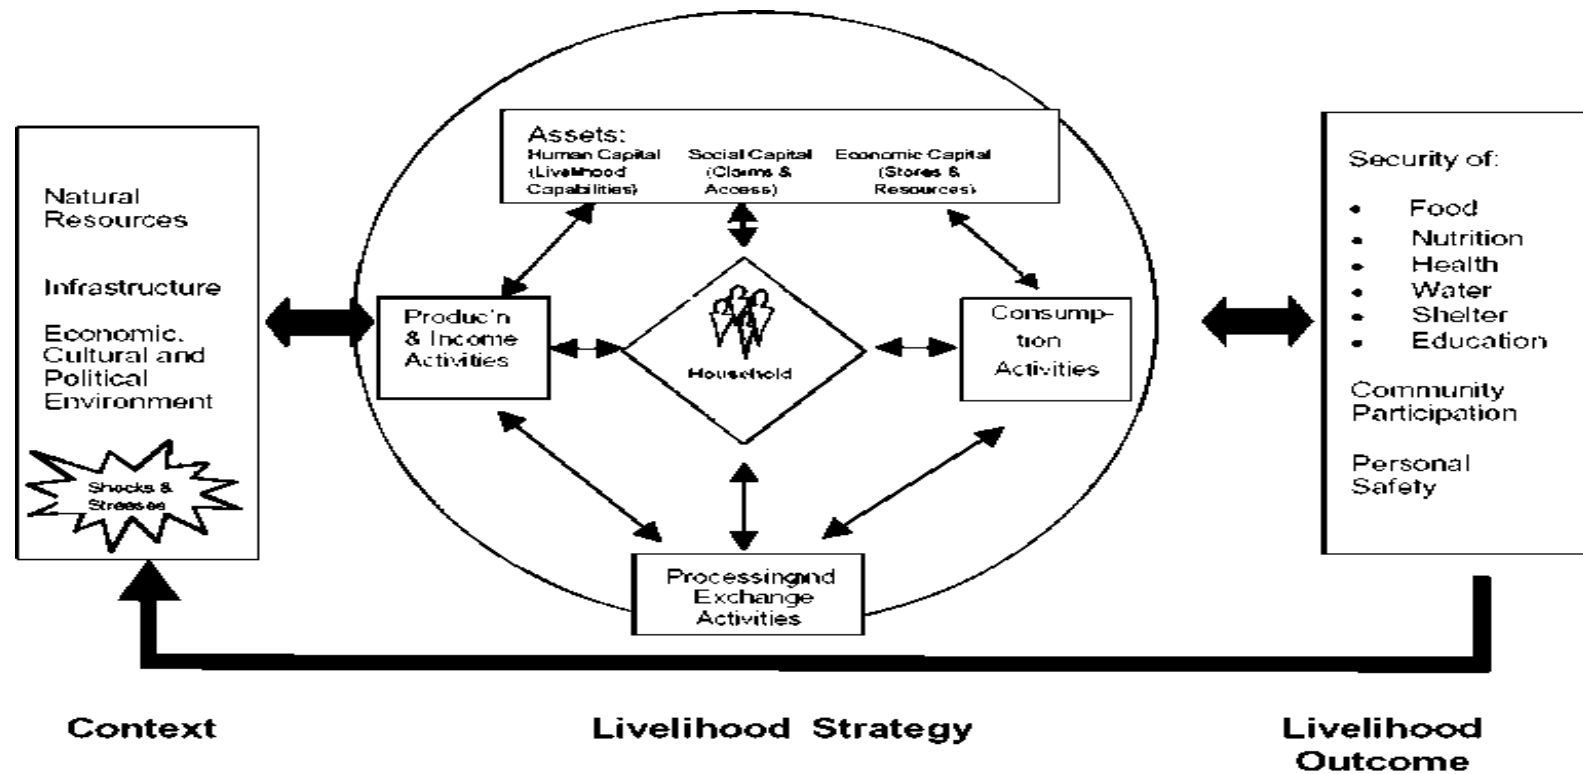 Natural
Resources
Infrastructure
Economic.
Cultural and
Political
Environment
Shocks &
Stresses
Assets:
Human Capital
(Livelihood
Capabilities)
Social Capital
(Claims &
Access)
Economic Capital
(Stores &
Resources)
Produc'n
& Income
Activities
Household
Consump-
tion
Activities
Processingınd
Exchange
Activities
Security of:
• Food
• Nutrition
• Health
• Water
• Shelter
• Education
Community
Participation
Personal
Safety
Context
Livelihood Strategy
Livelihood
Outcome